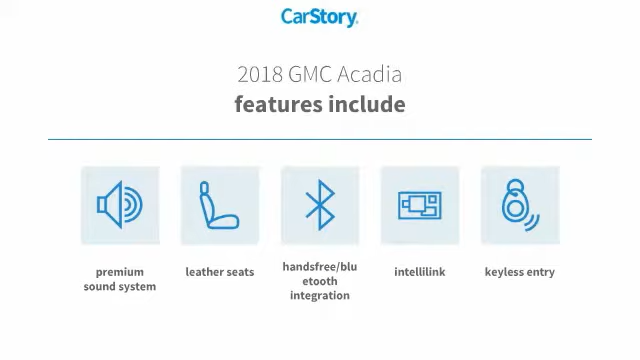 CarStory.
2018 GMC Acadia
features include
premium
sound system
leather seats
handsfree/blu
etooth
integration
intellilink
keyless entry